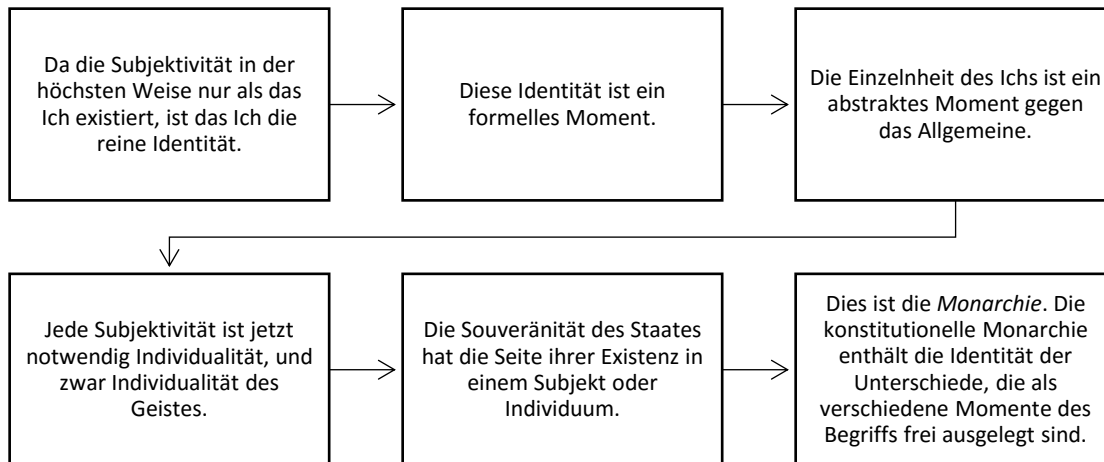 Da die Subjektivität in der
höchsten Weise nur als das
Ich existiert, ist das Ich die
reine Identität.
Diese Identität ist ein
formelles Moment.
Die Einzelnheit des Ichs ist ein
abstraktes Moment gegen
das Allgemeine.
Jede Subjektivität ist jetzt
notwendig Individualität, und
zwar Individualität des
Geistes.
Die Souveränität des Staates
hat die Seite ihrer Existenz in
einem Subjekt oder
Individuum.
Dies ist die Monarchie. Die
konstitutionelle Monarchie
enthält die Identität der
Unterschiede, die als
verschiedene Momente des
Begriffs frei ausgelegt sind.